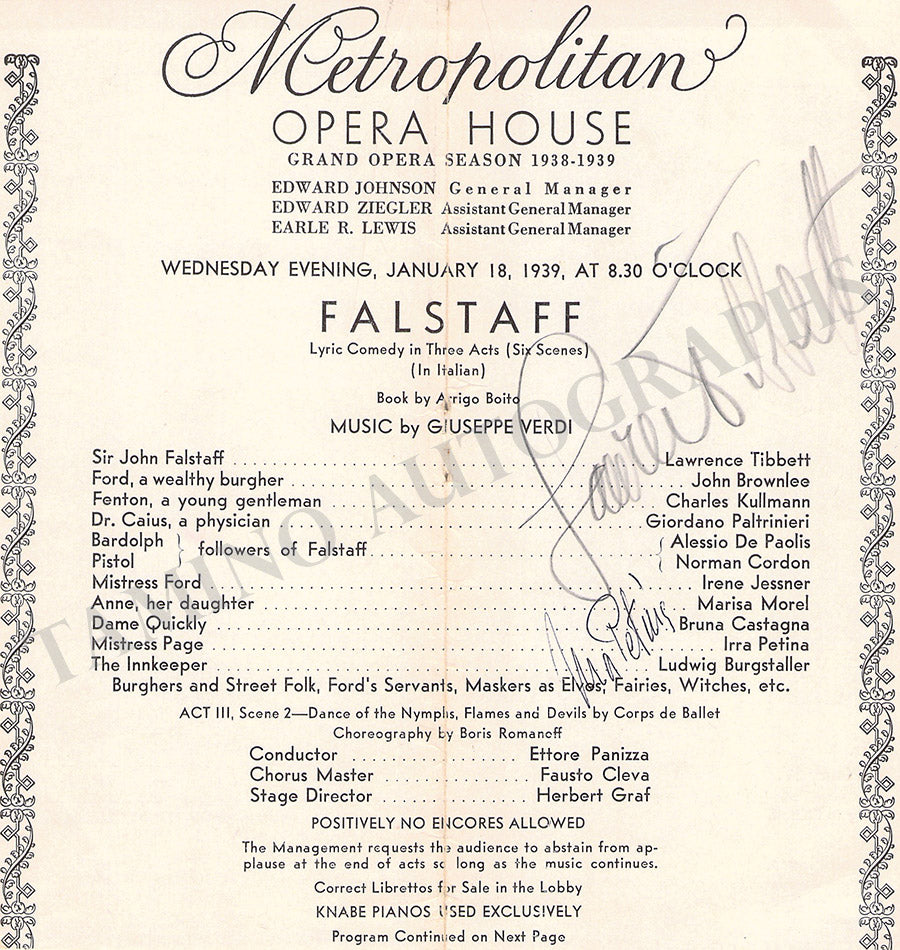 Metropolitan
OPERA HOUSE
GRAND OPERA SEASON 1938-1939
EDWARD JOHNSON General Manager
EDWARD ZIEGLER Assistant General Manager
EARLE R. LEWIS Assistant General Manager
WEDNESDAY EVENING, JANUARY 18, 1939, AT 8.30 O'CLOCK
FALSTAFF
Lyric Comedy in Three Acts (Six Scenes)
(In Italian)
Book by Arrigo Boito
MUSIC by GIUSEPPE VERDI
Sir John Falstaff Lawrence Tibbett
Ford, a wealthy burgher John Brownlee
Fenton, a young gentleman Charles Kullmann
Dr. Caius, a physician Giordano Paltrinieri
Bardolph Alessio De Paolis
followers of Falstaff
Pistol Norman Cordon
Mistress Ford Irene Jessner
Anne, her daughter Marisa Morel
Dame Quickly Bruna Castagna
Mistress Page Irra Petina
The Innkeeper Ludwig Burgstaller
Burghers and Street Folk, Ford's Servants, Maskers as Elves, Fairies, Witches, etc.
ACT III, Scene 2—Dance of the Nymphs, Flames and Devils by Corps de Ballet
Choreography by Boris Romanoff
Conductor Ettore Panizza
Chorus Master Fausto Cleva
Stage Director Herbert Graf
POSITIVELY NO ENCORES ALLOWED
The Management requests the audience to abstain from ap-
plause at the end of acts so long as the music continues.
Correct Librettos for Sale in the Lobby
KNABE PIANOS USED EXCLUSIVELY
Program Continued on Next Page
Lawrence Tibbett
Irra Petina
TAMINO AUTOGRAPHS